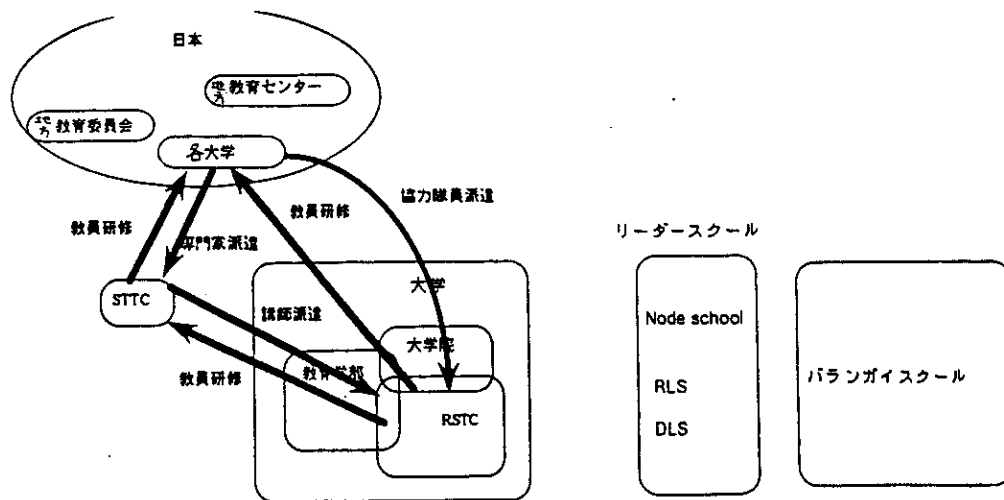 日本
地方教育センター
地方教育委員会
各大学
教員研修
専門家派遣
教員研修
協力隊員派遣
リーダースクール
STTC
講師派遣
教員研修
大学
大学院
教育学部
RSTC
Node school
RLS
DLS
バランガイスクール